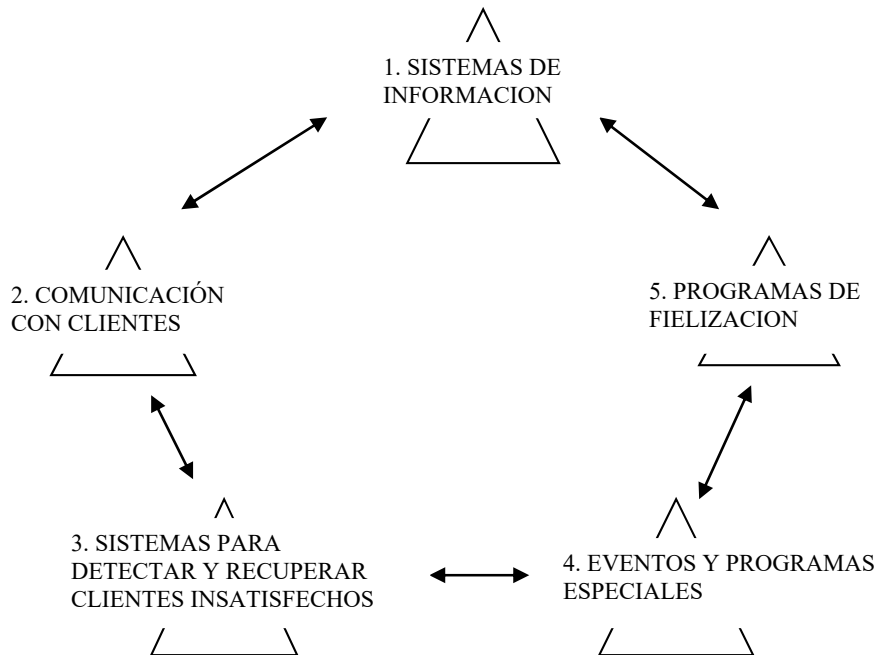 1. SISTEMAS DE
INFORMACION
2. COMUNICACIÓN
CON CLIENTES
5. PROGRAMAS DE
FIELIZACION
3. SISTEMAS PARA
DETECTAR Y RECUPERAR
CLIENTES INSATISFECHOS
4. EVENTOS Y PROGRAMAS
ESPECIALES